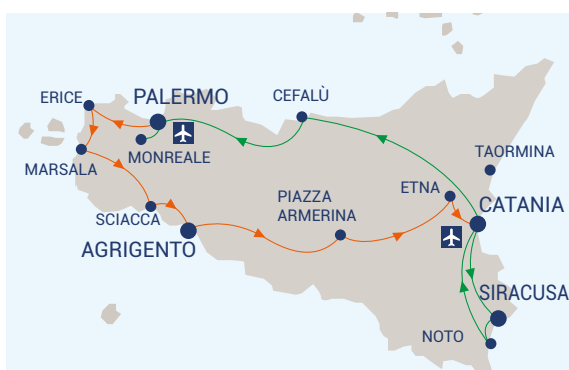 ERICE
PALERMO
CEFALÙ
MONREALE
MARSALA
TAORMINA
ETNA
PIAZZA
ARMERINA
CATANIA
SCIACCA
AGRIGENTO
SIRACUSA
NOTO